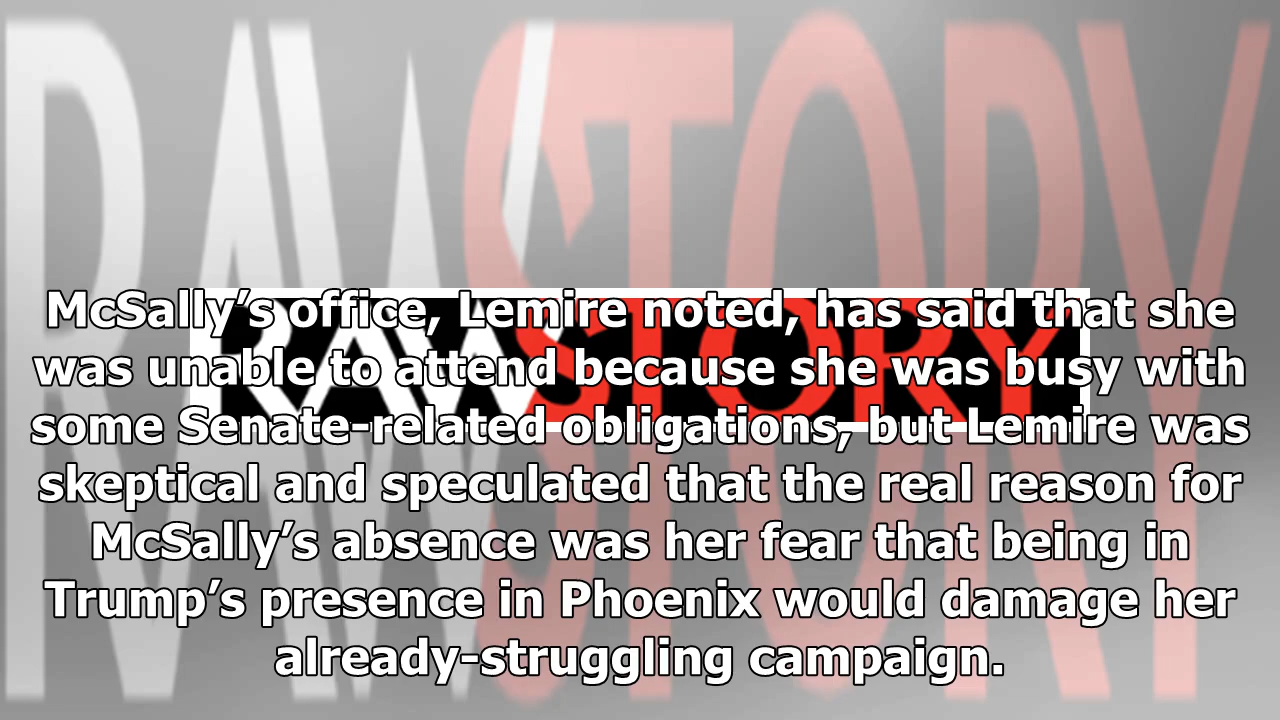 RAWSTORY
RAWSTORY
McSally’s office, Lemire noted, has said that she
was unable to attend because she was busy with
some Senate-related obligations, but Lemire was
skeptical and speculated that the real reason for
McSally’s absence was her fear that being in
Trump’s presence in Phoenix would damage her
already-struggling campaign.